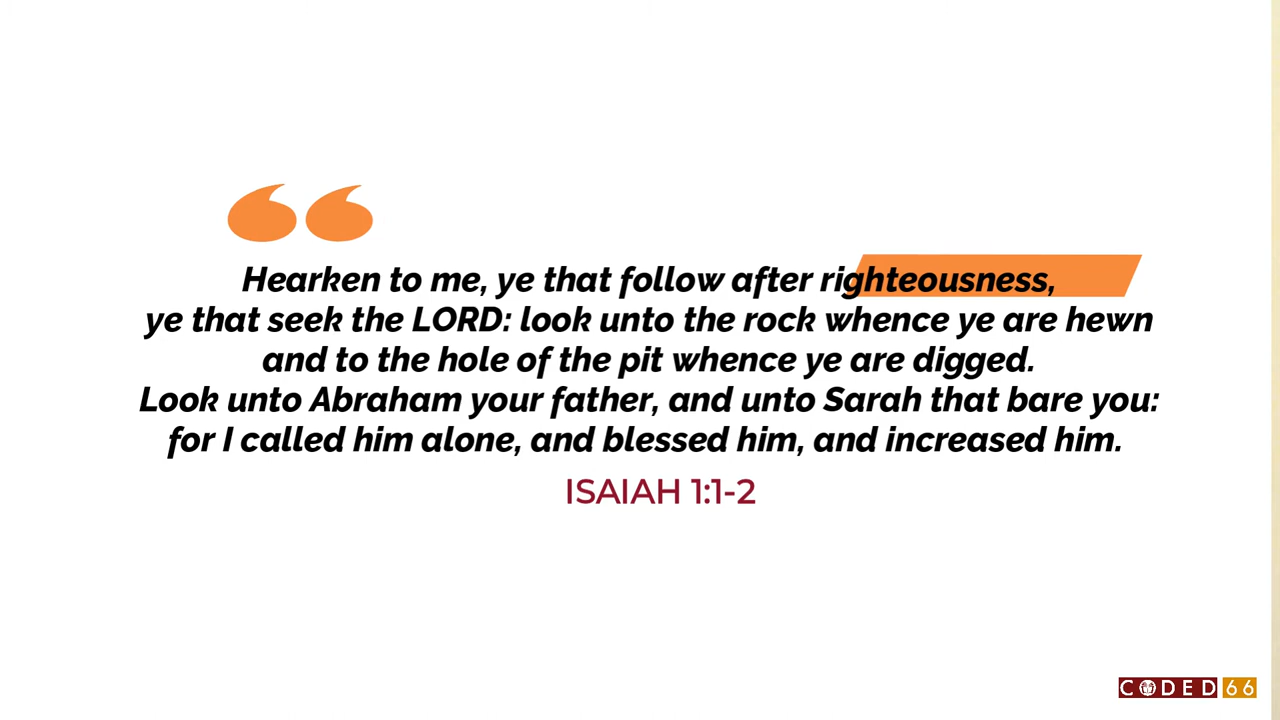 Hearken to me, ye that follow after righteousness,
ye that seek the LORD: look unto the rock whence ye are hewn
and to the hole of the pit whence ye are digged.
Look unto Abraham your father, and unto Sarah that bare you:
for I called him alone, and blessed him, and increased him.
ISAIAH 1:1-2
CODED 66